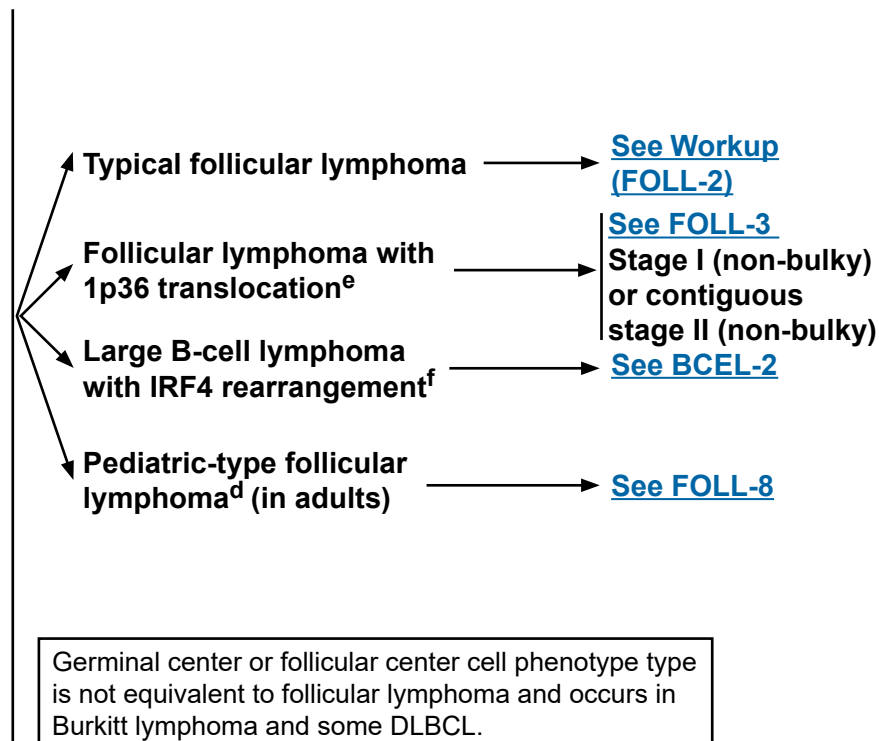 Typical follicular lymphoma
See Workup
(FOLL-2)
Follicular lymphoma with
1p36 translocationᵉ
See FOLL-3
Stage I (non-bulky)
or contiguous
stage II (non-bulky)
Large B-cell lymphoma
with IRF4 rearrangementᶠ
See BCEL-2
Pediatric-type follicular
lymphomaᵈ (in adults)
See FOLL-8
Germinal center or follicular center cell phenotype type
is not equivalent to follicular lymphoma and occurs in
Burkitt lymphoma and some DLBCL.